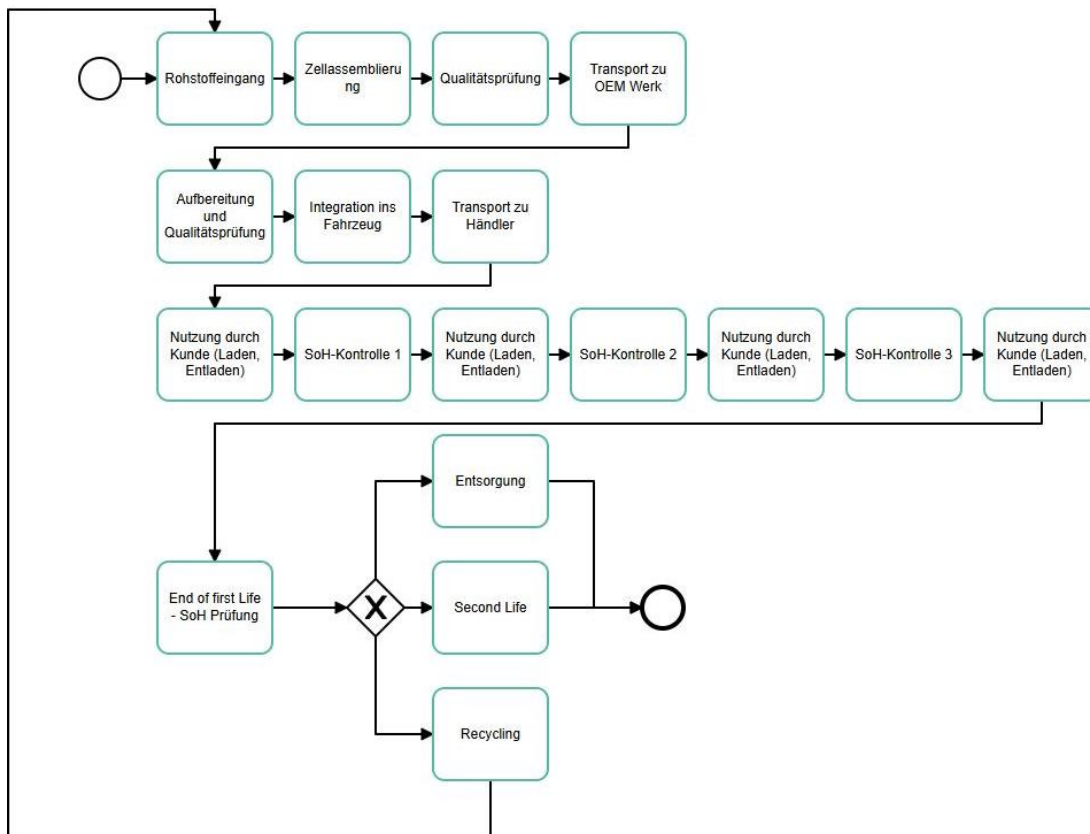 Rohstoffeingang
Zellassemblieru
ng
Qualitätsprüfung
Transport zu
OEM Werk
Aufbereitung
und
Qualitätsprüfung
Integration ins
Fahrzeug
Transport zu
Händler
Nutzung durch
Kunde (Laden,
Entladen)
SoH-Kontrolle 1
Nutzung durch
Kunde (Laden,
Entladen)
SoH-Kontrolle 2
Nutzung durch
Kunde (Laden,
Entladen)
SoH-Kontrolle 3
Nutzung durch
Kunde (Laden,
Entladen)
Entsorgung
End of first Life
- SoH Prüfung
X
Second Life
Recycling